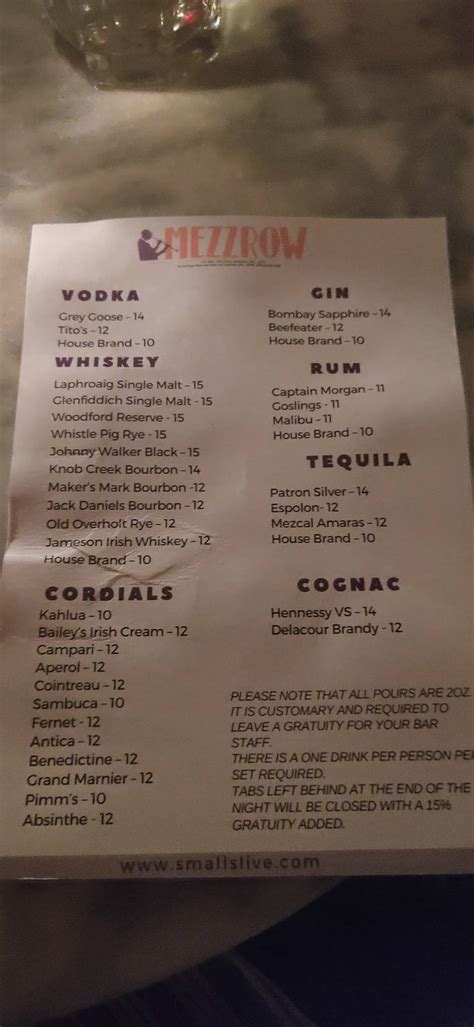 MEZZROW
VODKA
Grey Goose - 14
Tito's - 12
House Brand - 10
WHISKEY
Laphroaig Single Malt - 15
Glenfiddich Single Malt - 15
Woodford Reserve - 15
Whistle Pig Rye - 15
Johnny Walker Black - 15
Knob Creek Bourbon - 14
Maker's Mark Bourbon -12
Jack Daniels Bourbon - 12
Old Overholt Rye - 12
Jameson Irish Whiskey - 12
House Brand - 10
CORDIALS
Kahlua - 10
Bailey's Irish Cream - 12
Campari - 12
Aperol - 12
Cointreau - 12
Sambuca - 10
Fernet - 12
Antica - 12
Benedictine - 12
Grand Marnier - 12
Pimm's - 10
Absinthe - 12
GIN
Bombay Sapphire - 14
Beefeater - 12
House Brand - 10
RUM
Captain Morgan - 11
Goslings - 11
Malibu - 11
House Brand - 10
TEQUILA
Patron Silver - 14
Espolon- 12
Mezcal Amaras - 12
House Brand - 10
COGNAC
Hennessy VS - 14
Delacour Brandy - 12
PLEASE NOTE THAT ALL POURS ARE 2OZ.
IT IS CUSTOMARY AND REQUIRED TO
LEAVE A GRATUITY FOR YOUR BAR
STAFF.
THERE IS A ONE DRINK PER PERSON PER
SET REQUIRED.
TABS LEFT BEHIND AT THE END OF THE
NIGHT WILL BE CLOSED WITH A 15%
GRATUITY ADDED.
www.smallslive.com